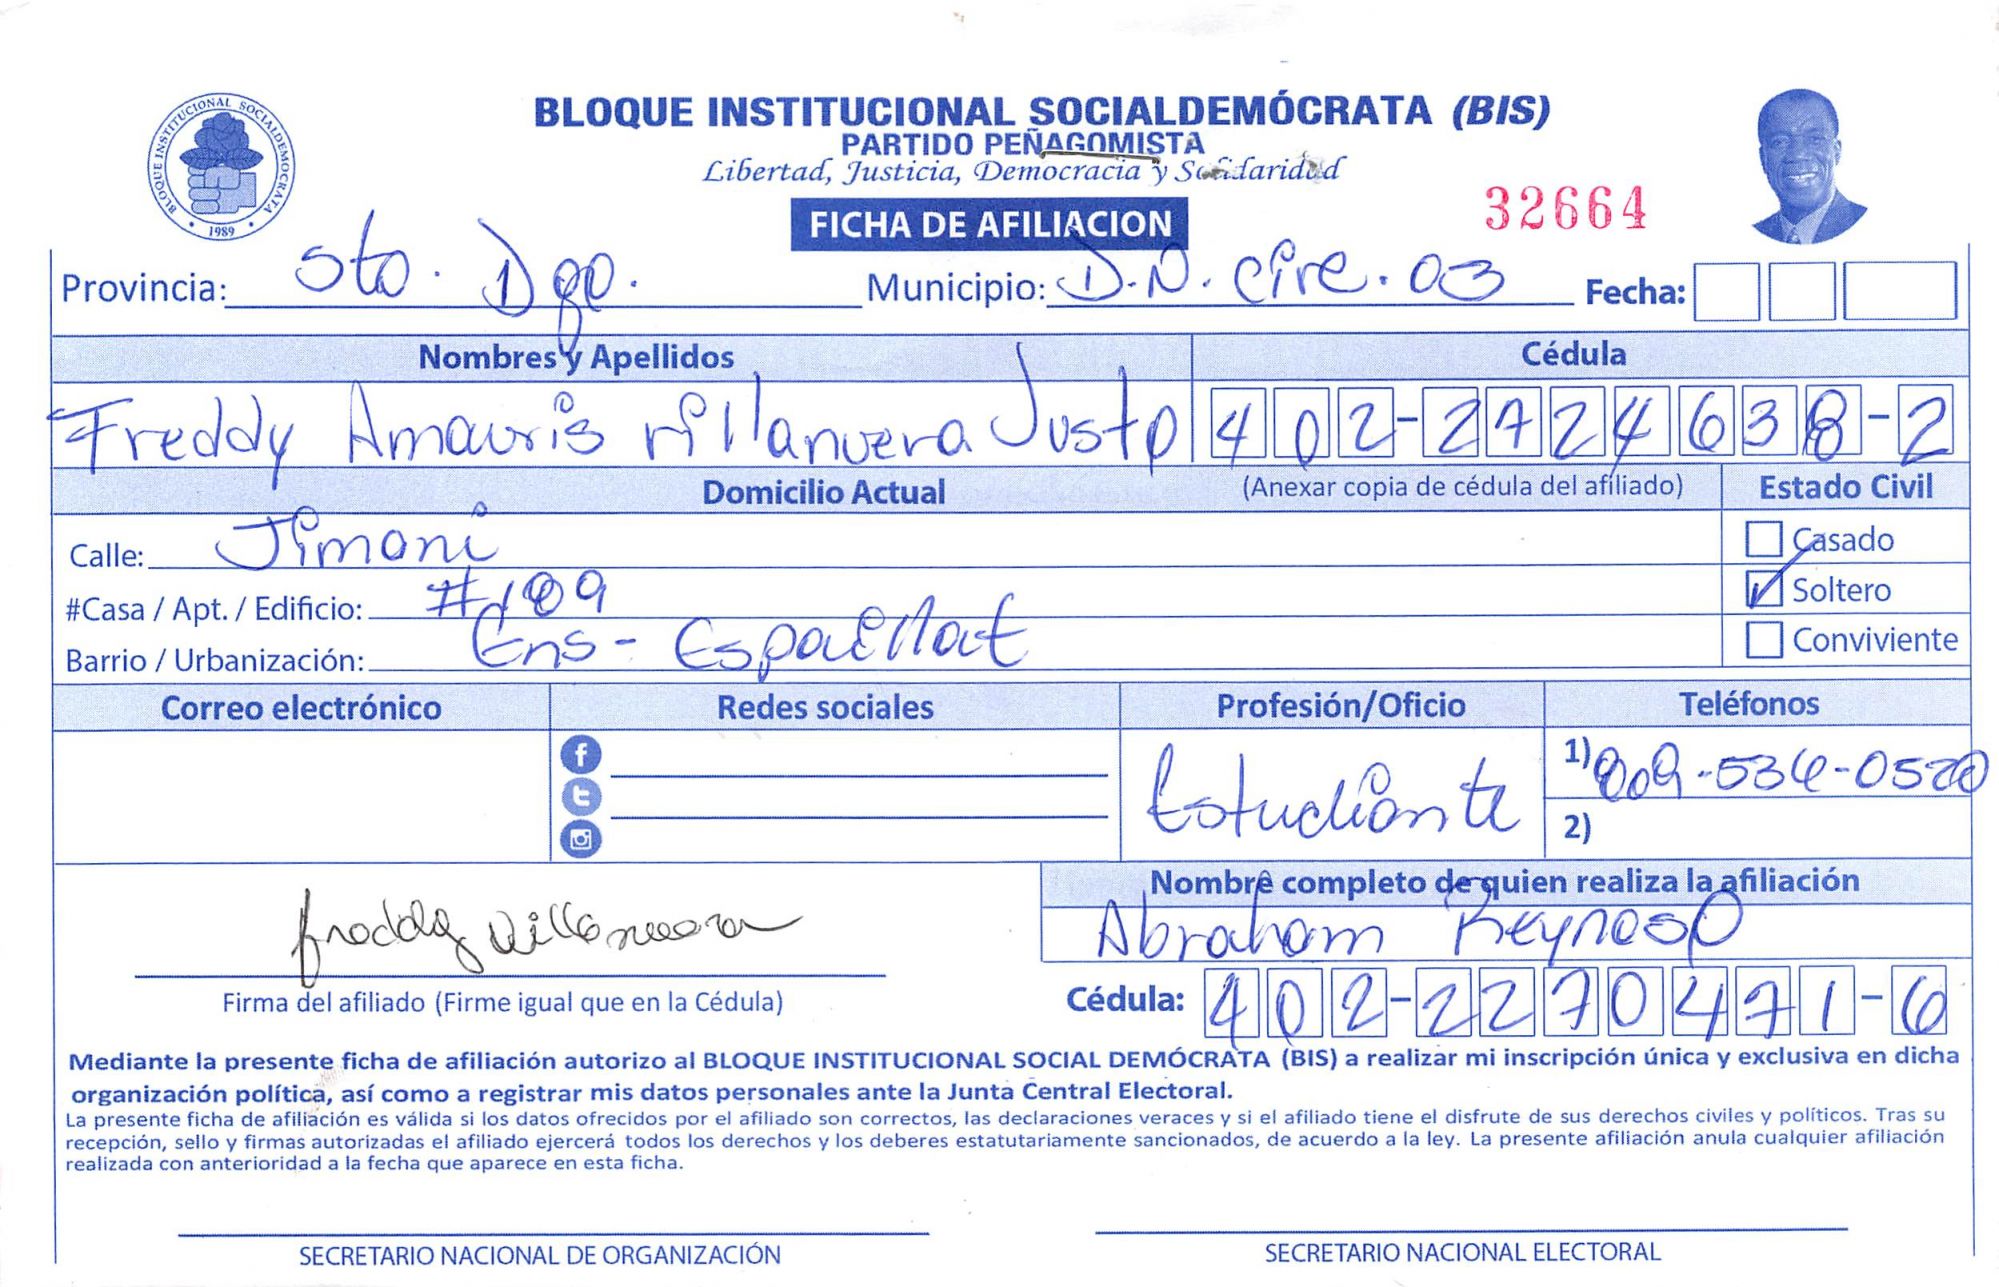 BLOQUE INSTITUCIONAL SOCIALDEMÓCRATA (BIS)
PARTIDO PEÑAGOMISTA
Libertad, Justicia, Democracia y Solidaridad
BLOQUE INSTITUCIONAL SOCIALDEMOCRATA
1989
FICHA DE AFILIACION
32664
Provincia: Sto. Dgo. Municipio: D.N. Circ. 03 Fecha:
Nombres y Apellidos Cédula
Freddy Amauris Villanueva Justo 402-2724638-2
Domicilio Actual (Anexar copia de cédula del afiliado) Estado Civil
Calle: Jimani
Casado
#Casa / Apt. / Edificio: #109
Soltero
Barrio / Urbanización: Ens- Espaillat
Conviviente
Correo electrónico Redes sociales Profesión/Oficio Teléfonos
Estudiante 1) 809-536-0520
2)
Nombre completo de quien realiza la afiliación
Freddy Villanueva Abraham Reynoso
Firma del afiliado (Firme igual que en la Cédula) Cédula: 402-2270471-6
Mediante la presente ficha de afiliación autorizo al BLOQUE INSTITUCIONAL SOCIAL DEMÓCRATA (BIS) a realizar mi inscripción única y exclusiva en dicha
organización política, así como a registrar mis datos personales ante la Junta Central Electoral.
La presente ficha de afiliación es válida si los datos ofrecidos por el afiliado son correctos, las declaraciones veraces y si el afiliado tiene el disfrute de sus derechos civiles y políticos. Tras su
recepción, sello y firmas autorizadas el afiliado ejercerá todos los derechos y los deberes estatutariamente sancionados, de acuerdo a la ley. La presente afiliación anula cualquier afiliación
realizada con anterioridad a la fecha que aparece en esta ficha.
SECRETARIO NACIONAL DE ORGANIZACIÓN SECRETARIO NACIONAL ELECTORAL